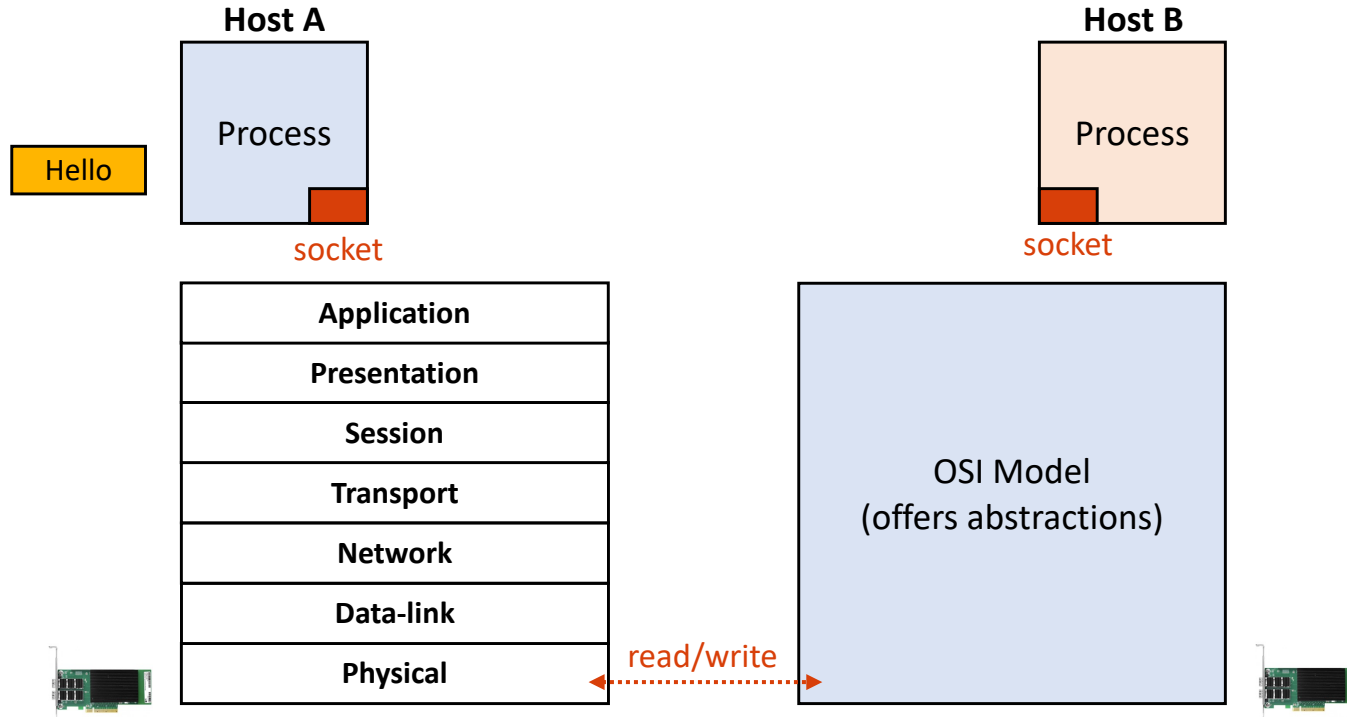 Host A
Host B
Process
Process
Hello
socket
socket
Application
Presentation
Session
Transport
Network
Data-link
Physical
OSI Model
(offers abstractions)
read/write